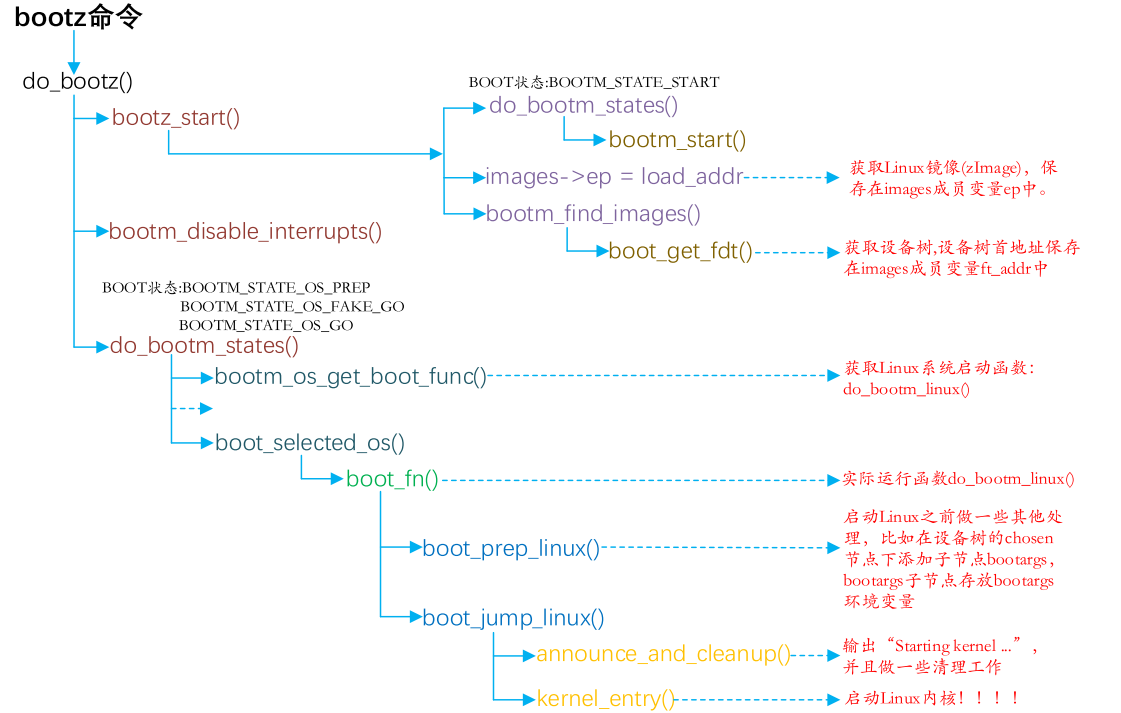 bootz命令
do_bootz()
BOOT状态:BOOTM_STATE_START
do_bootm_states()
bootz_start()
bootm_start()
images->ep = load_addr
获取Linux镜像(zImage)，保
存在images成员变量ep中。
bootm_find_images()
bootm_disable_interrupts()
boot_get_fdt()
获取设备树,设备树首地址保存
在images成员变量ft_addr中
BOOT状态:BOOTM_STATE_OS_PREP
BOOTM_STATE_OS_FAKE_GO
BOOTM_STATE_OS_GO
do_bootm_states()
bootm_os_get_boot_func()
获取Linux系统启动函数：
do_bootm_linux()
boot_selected_os()
boot_fn()
实际运行函数do_bootm_linux()
boot_prep_linux()
启动Linux之前做一些其他处
理，比如在设备树的chosen
节点下添加子节点bootargs，
bootargs子节点存放bootargs
环境变量
boot_jump_linux()
announce_and_cleanup()
输出“Starting kernel ...”，
并且做一些清理工作
kernel_entry()
启动Linux内核！！！！